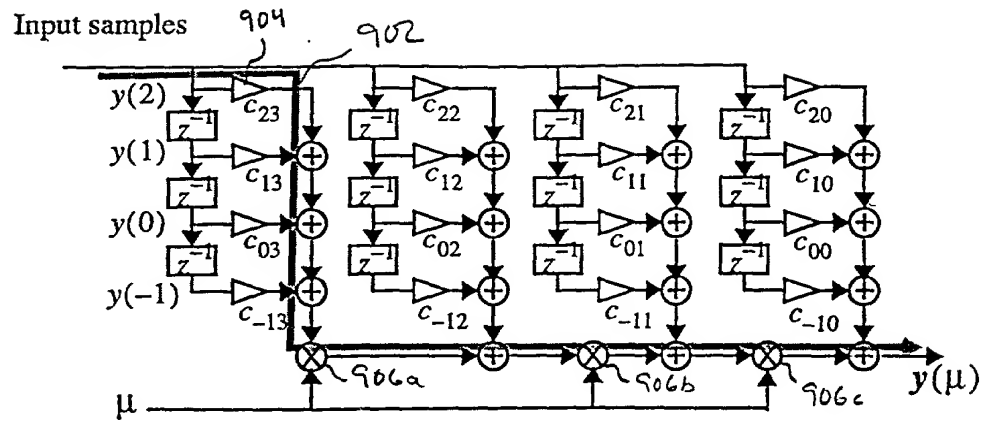 904
Input samples
902
y(2) c₂₃ c₂₂ c₂₁ c₂₀
z⁻¹ z⁻¹ z⁻¹ z⁻¹
y(1) c₁₃ c₁₂ c₁₁ c₁₀
z⁻¹ z⁻¹ z⁻¹ z⁻¹
y(0) c₀₃ c₀₂ c₀₁ c₀₀
z⁻¹ z⁻¹ z⁻¹ z⁻¹
y(-1) c₋₁₃ c₋₁₂ c₋₁₁ c₋₁₀
906a 906b 906c y(μ)
μ